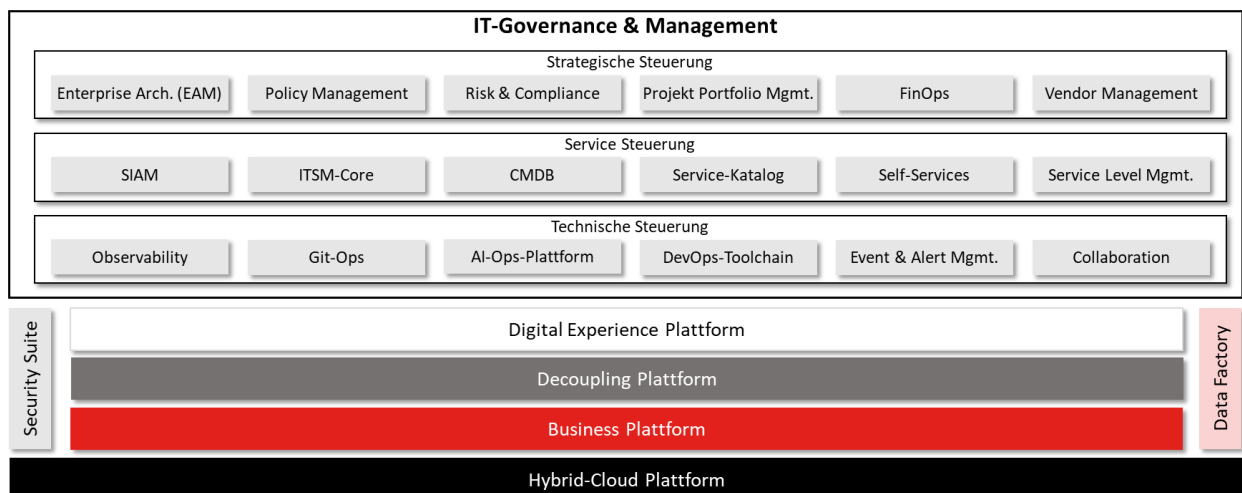 IT-Governance & Management
Strategische Steuerung
Enterprise Arch. (EAM)
Policy Management
Risk & Compliance
Projekt Portfolio Mgmt.
FinOps
Vendor Management
Service Steuerung
SIAM
ITSM-Core
CMDB
Service-Katalog
Self-Services
Service Level Mgmt.
Technische Steuerung
Observability
Git-Ops
AI-Ops-Plattform
DevOps-Toolchain
Event & Alert Mgmt.
Collaboration
Security Suite
Digital Experience Plattform
Decoupling Plattform
Business Plattform
Data Factory
Hybrid-Cloud Plattform